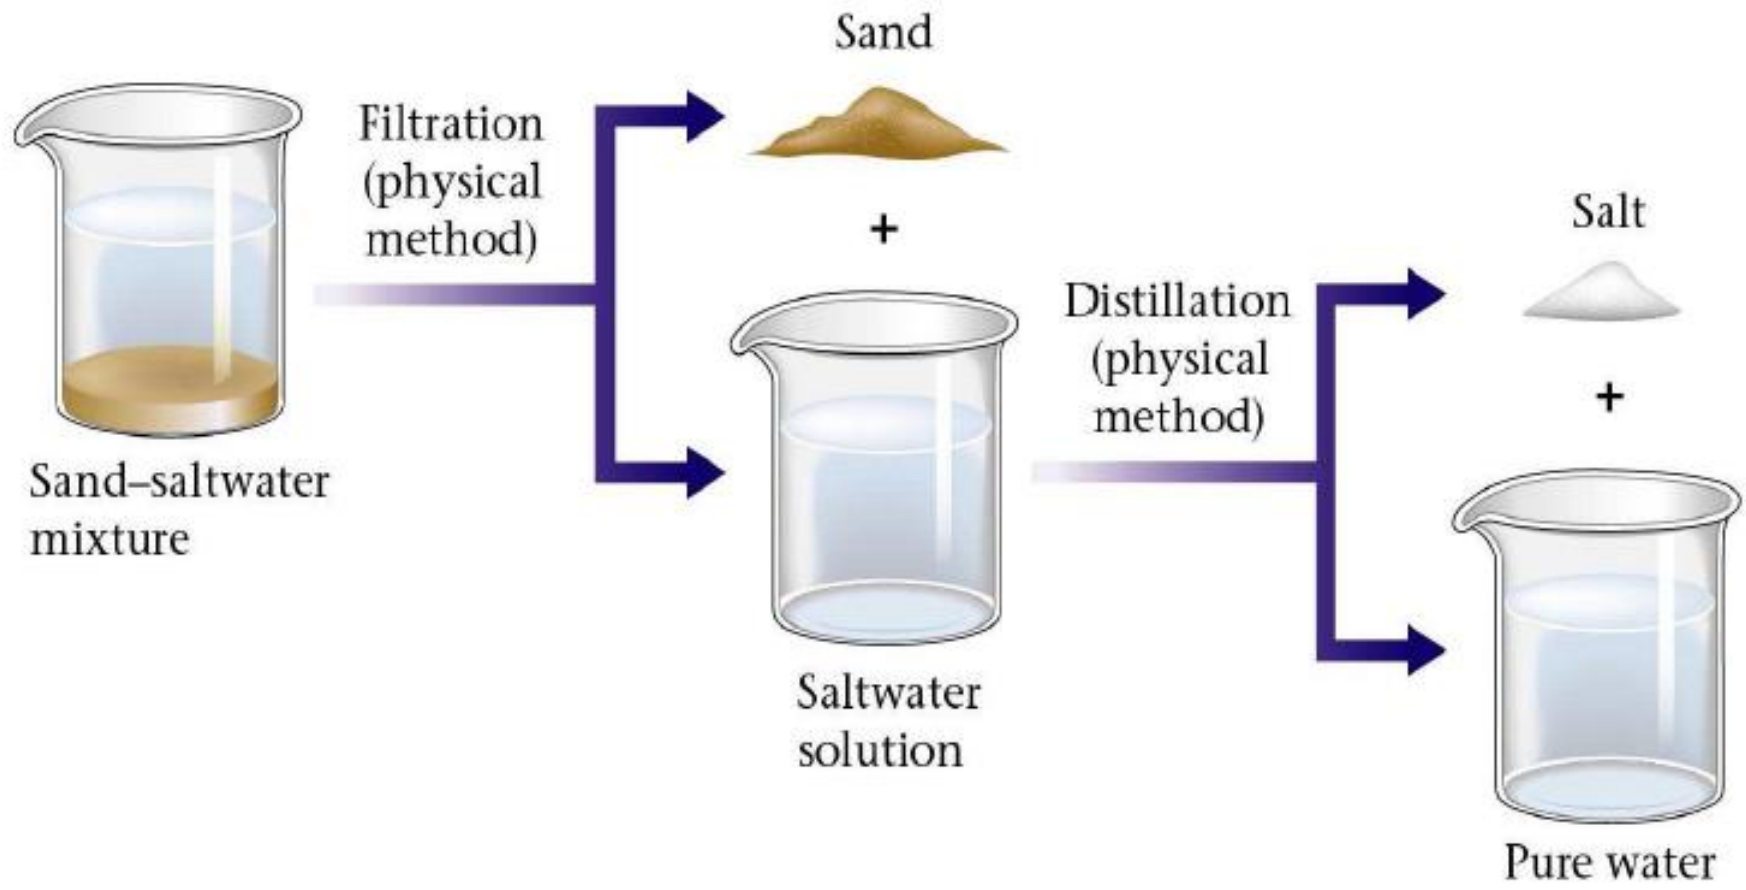 Sand
Filtration
(physical
method)
+
Salt
Distillation
(physical
method)
+
Sand–saltwater
mixture
Saltwater
solution
Pure water